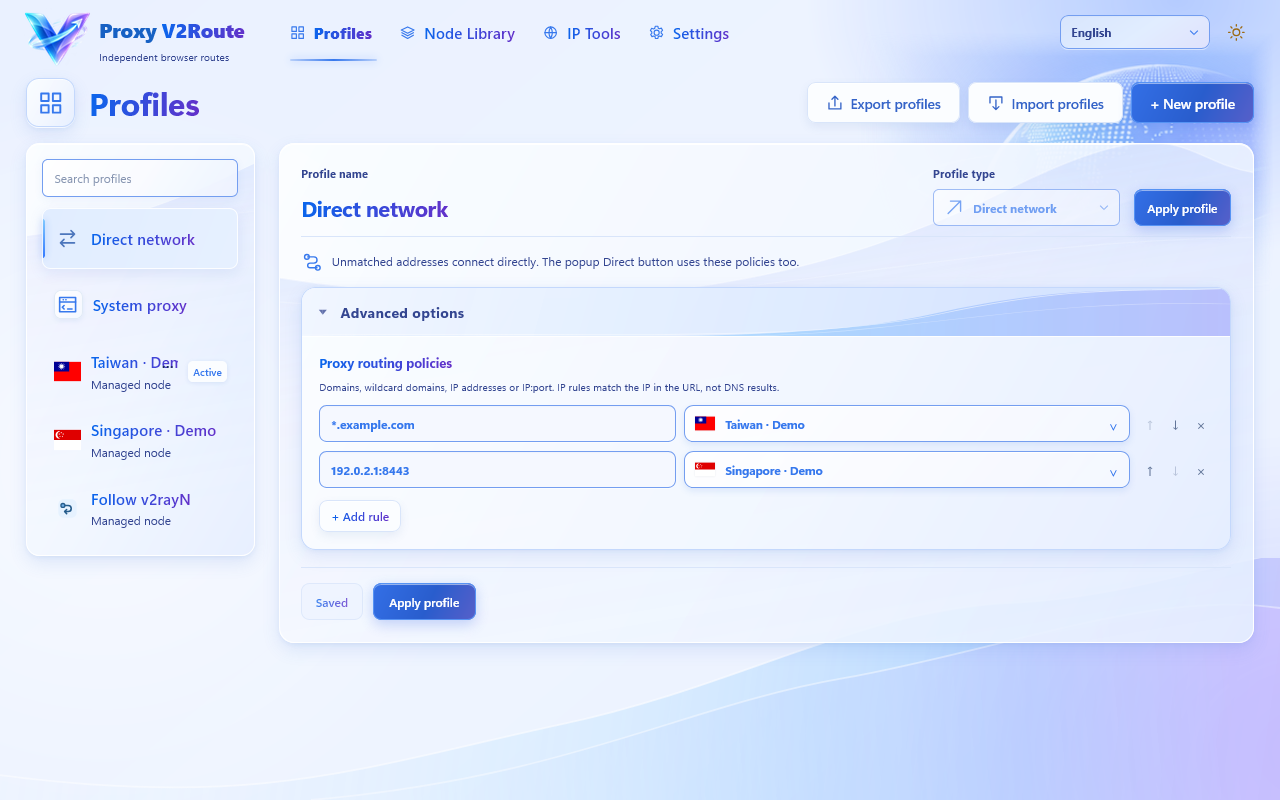 Proxy V2Route
Independent browser routes
Profiles
Node Library
IP Tools
Settings
English
Profiles
Export profiles
Import profiles
+ New profile
Search profiles
Direct network
System proxy
Taiwan · Dem
Managed node
Active
Singapore · Demo
Managed node
Follow v2rayN
Managed node
Profile name
Direct network
Profile type
Direct network
Apply profile
Unmatched addresses connect directly. The popup Direct button uses these policies too.
Advanced options
Proxy routing policies
Domains, wildcard domains, IP addresses or IP:port. IP rules match the IP in the URL, not DNS results.
*.example.com
Taiwan · Demo
192.0.2.1:8443
Singapore · Demo
+ Add rule
Saved
Apply profile